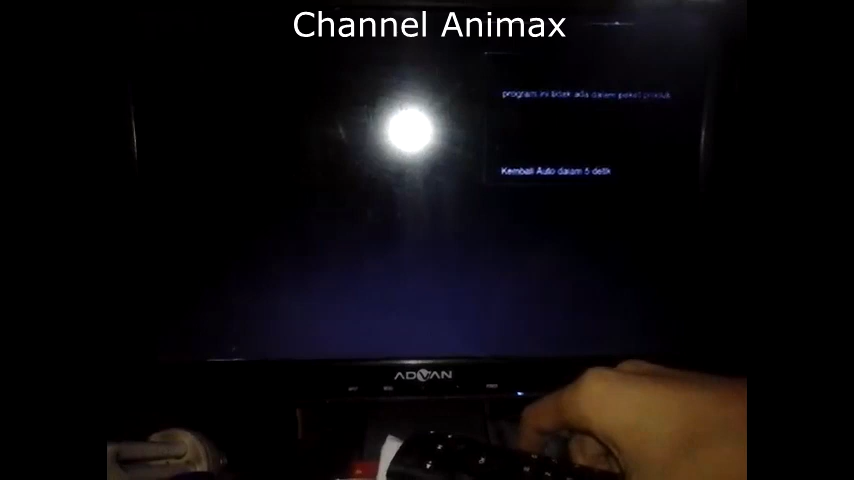 Channel Animax
program ini tidak ada dalam paket produk
Kembali Auto dalam 5 detik
ADVAN